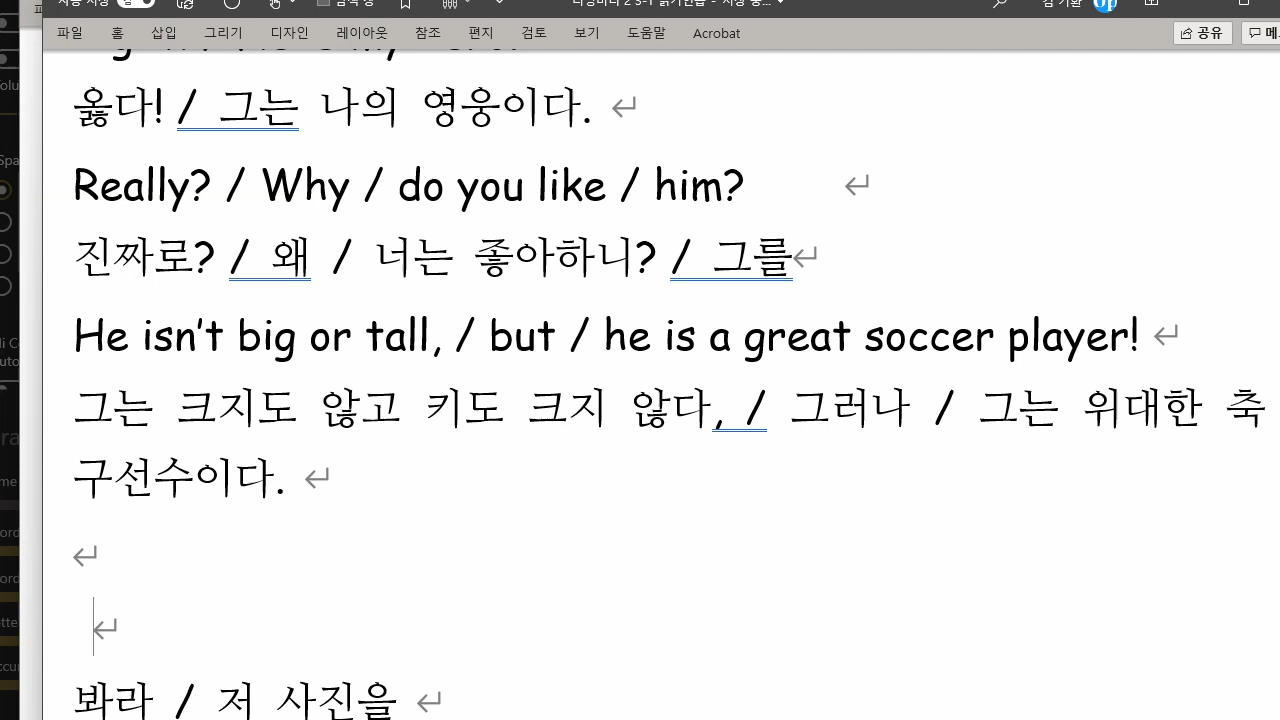 파일 홈 삽입 그리기 디자인 레이아웃 참조 편지 검토 보기 도움말 Acrobat 공유
옳다! / 그는 나의 영웅이다.
Really? / Why / do you like / him?
진짜로? / 왜 / 너는 좋아하니? / 그를
He isn't big or tall, / but / he is a great soccer player!
그는 크지도 않고 키도 크지 않다, / 그러나 / 그는 위대한 축
구선수이다.
봐라 / 저 사진을